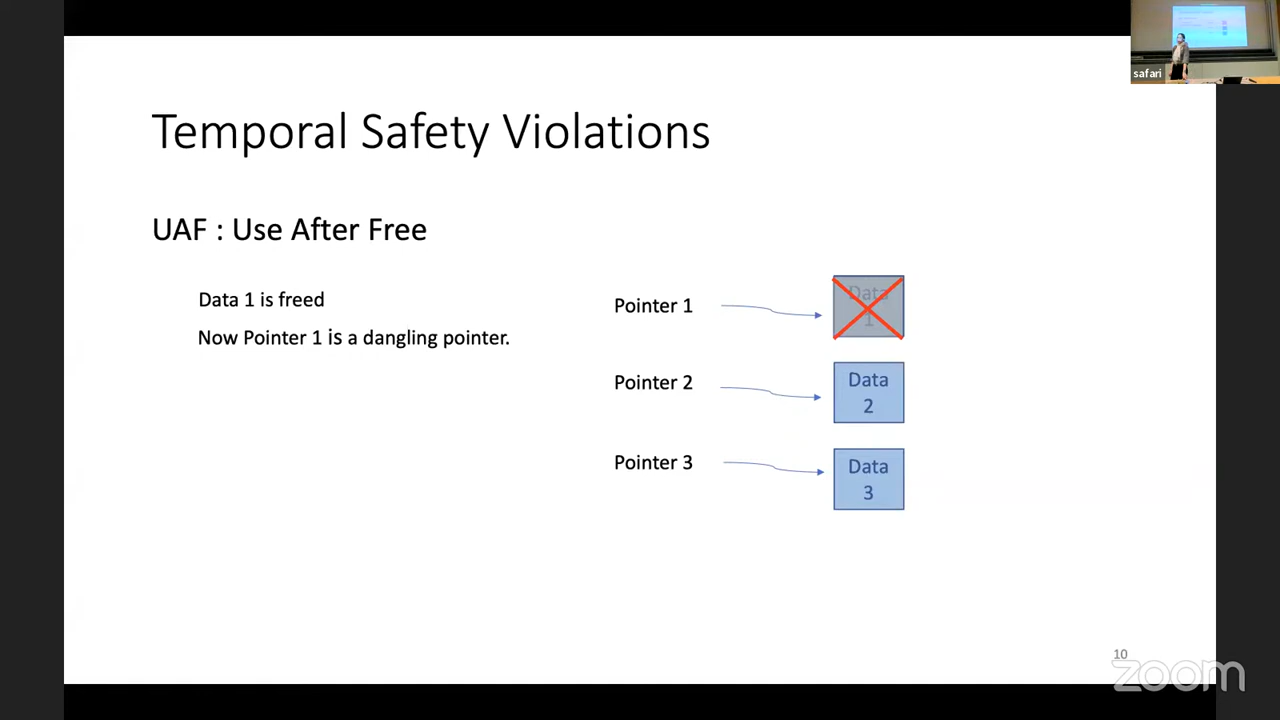 safari
Temporal Safety Violations
UAF : Use After Free
Data 1 is freed
Now Pointer 1 is a dangling pointer.
Pointer 1
Data
1
Pointer 2
Data
2
Pointer 3
Data
3
10
zoom